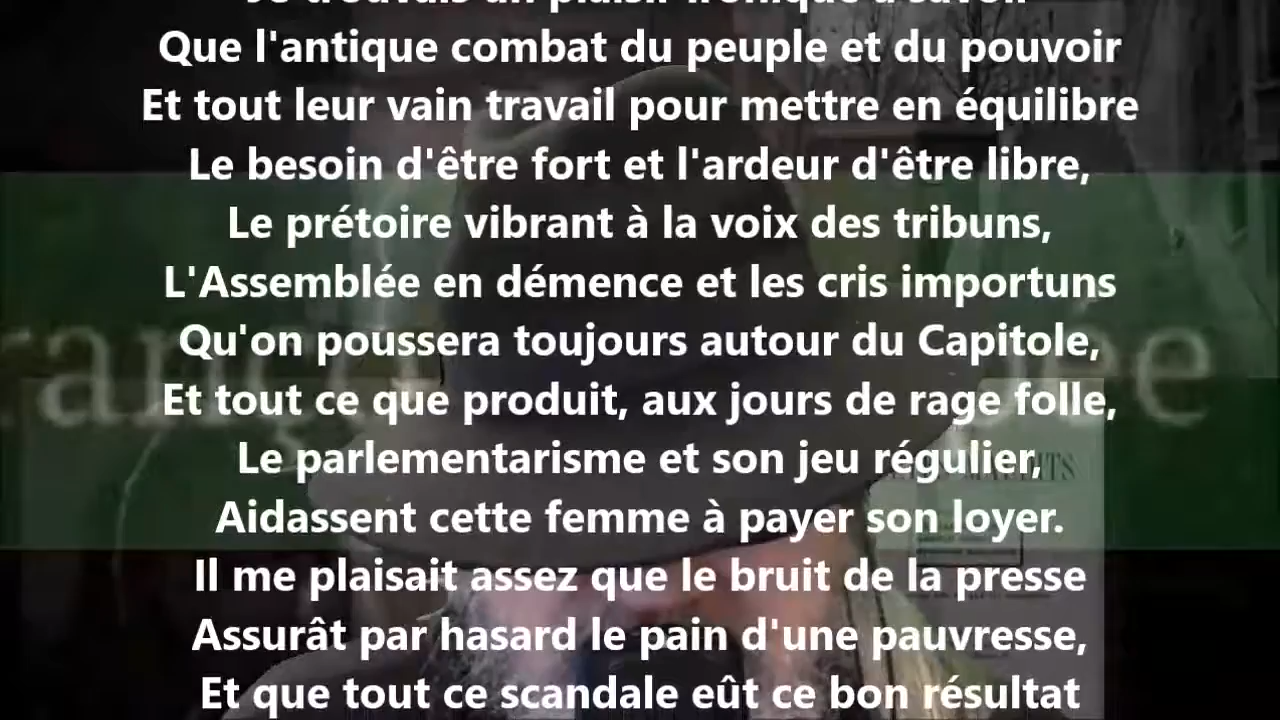 Que l'antique combat du peuple et du pouvoir
Et tout leur vain travail pour mettre en équilibre
Le besoin d'être fort et l'ardeur d'être libre,
Le prétoire vibrant à la voix des tribuns,
L'Assemblée en démence et les cris importuns
Qu'on poussera toujours autour du Capitole,
Et tout ce que produit, aux jours de rage folle,
Le parlementarisme et son jeu régulier,
Aidassent cette femme à payer son loyer.
Il me plaisait assez que le bruit de la presse
Assurât par hasard le pain d'une pauvresse,
Et que tout ce scandale eût ce bon résultat